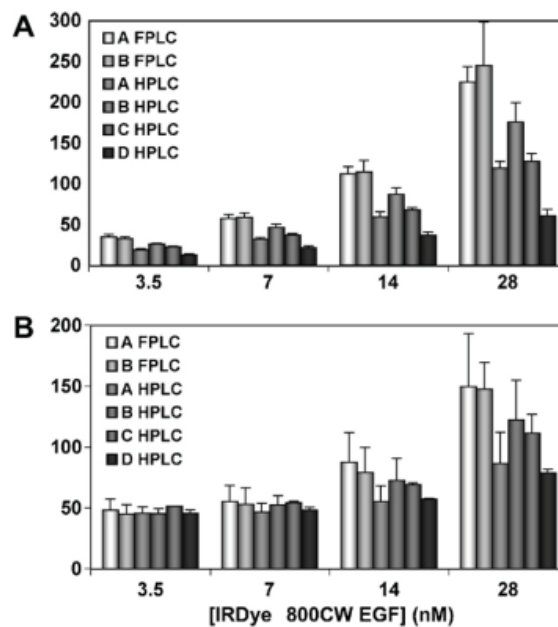 A
300
250
200
150
100
50
0
A FPLC
B FPLC
A HPLC
B HPLC
C HPLC
D HPLC
3.5 7 14 28
B
200
150
100
50
0
A FPLC
B FPLC
A HPLC
B HPLC
C HPLC
D HPLC
3.5 7 14 28
[IRDye 800CW EGF] (nM)